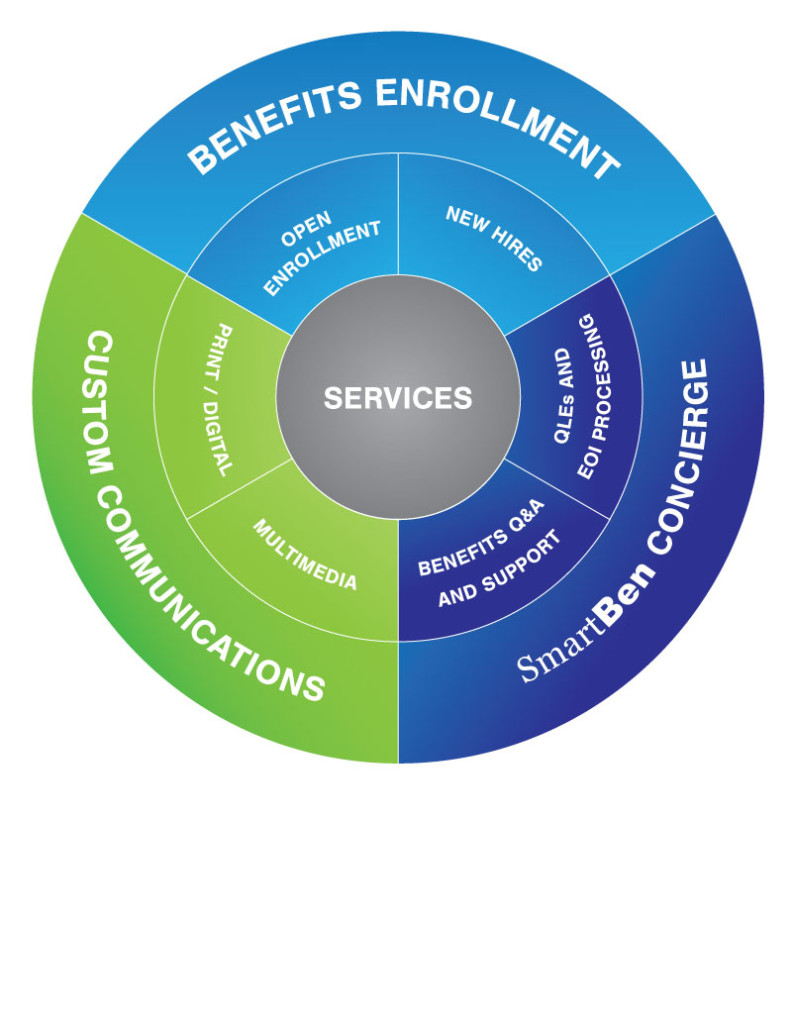 BENEFITS ENROLLMENT
OPEN
ENROLLMENT
NEW HIRES
PRINT / DIGITAL
SERVICES
QLEs AND
EOI PROCESSING
MULTIMEDIA
BENEFITS Q&A
AND SUPPORT
CUSTOM COMMUNICATIONS
SmartBen CONCIERGE